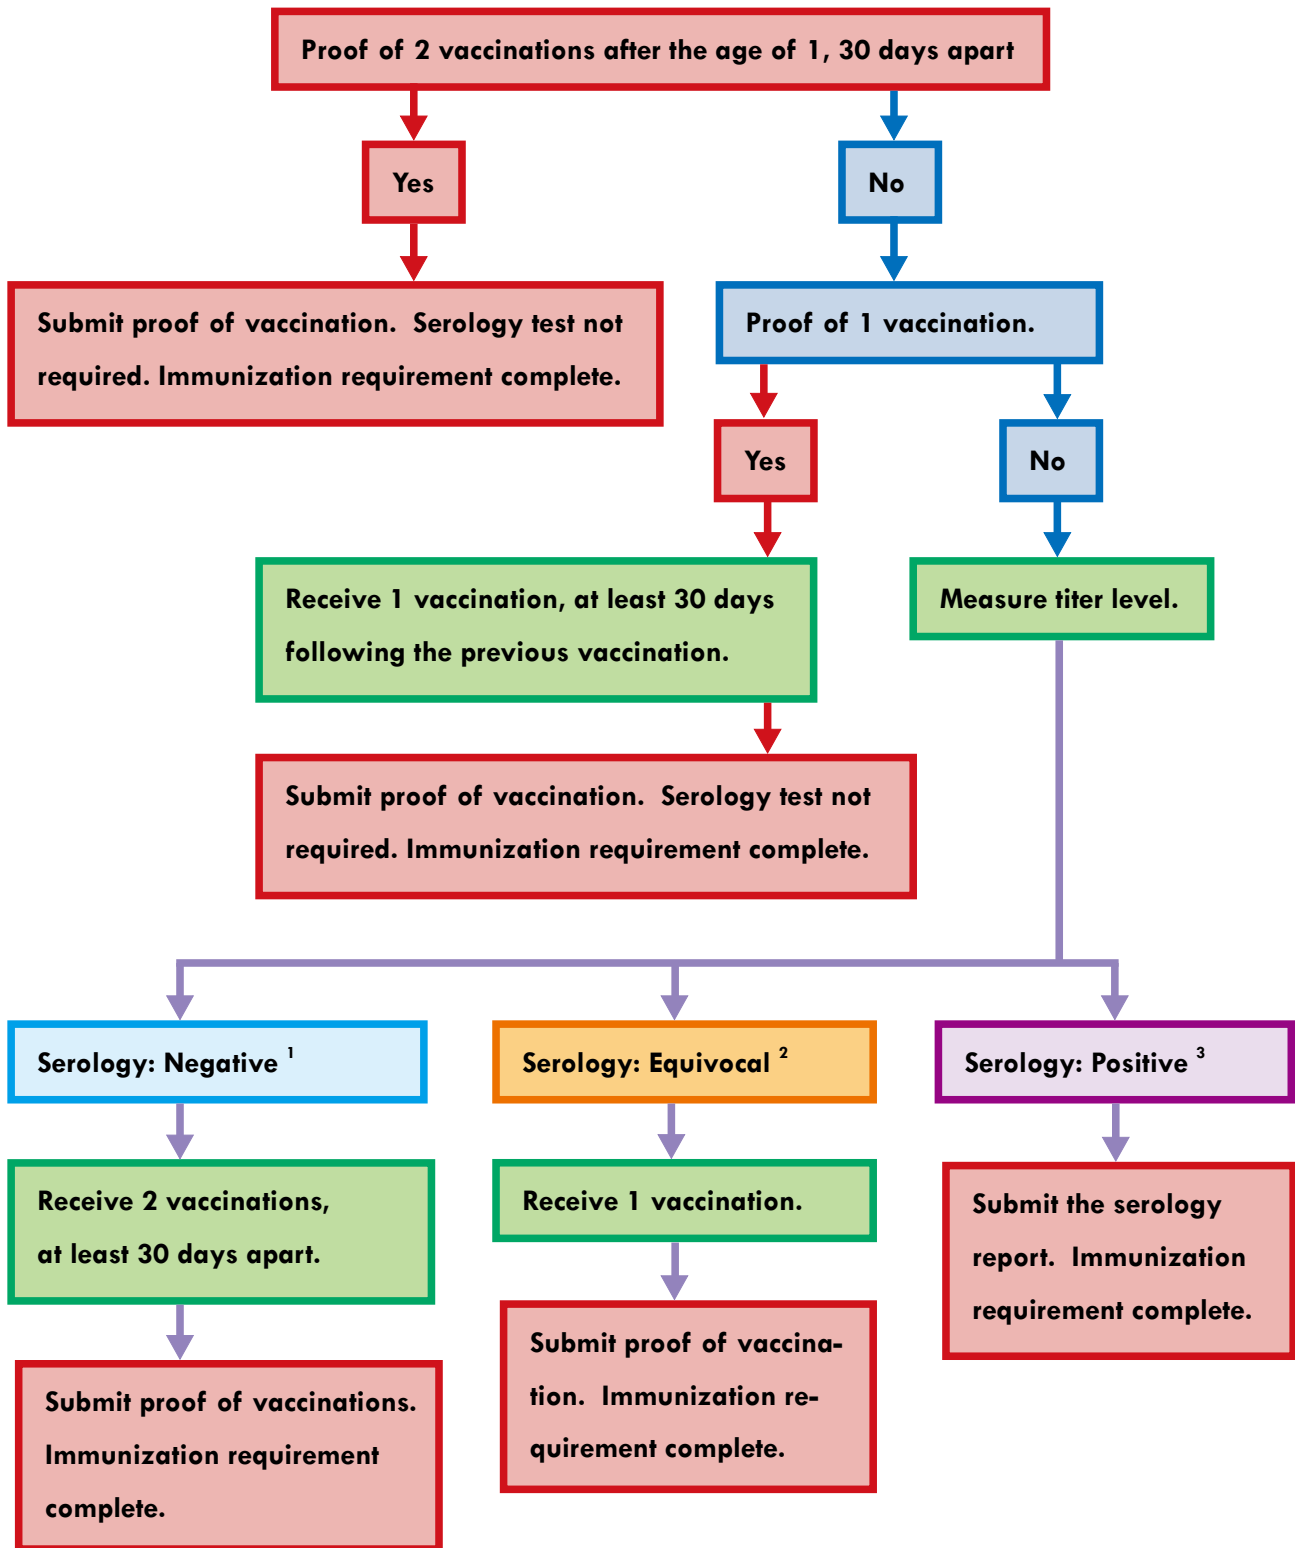 Proof of 2 vaccinations after the age of 1, 30 days apart
Yes
No
Submit proof of vaccination.  Serology test not
required. Immunization requirement complete.
Proof of 1 vaccination.
Yes
No
Receive 1 vaccination, at least 30 days
following the previous vaccination.
Measure titer level.
Submit proof of vaccination.  Serology test not
required. Immunization requirement complete.
Serology: Negative ¹
Serology: Equivocal ²
Serology: Positive ³
Receive 2 vaccinations,
at least 30 days apart.
Receive 1 vaccination.
Submit the serology
report.  Immunization
requirement complete.
Submit proof of vaccinations.
Immunization requirement
complete.
Submit proof of vaccina-
tion.  Immunization re-
quirement complete.